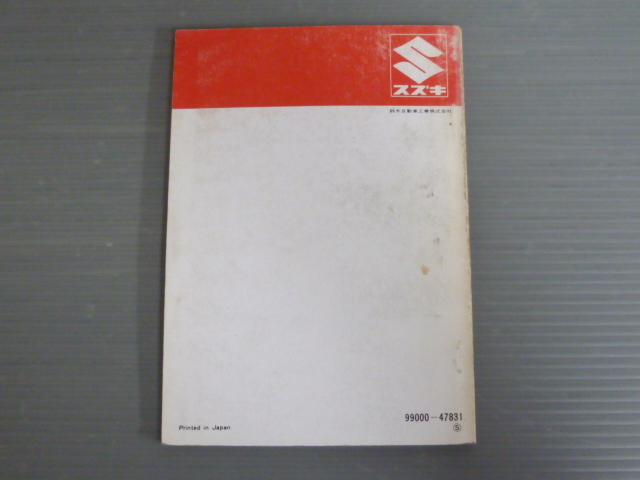 スズキ
鈴木自動車工業株式会社
99000-47831
Ⓢ
Printed in Japan